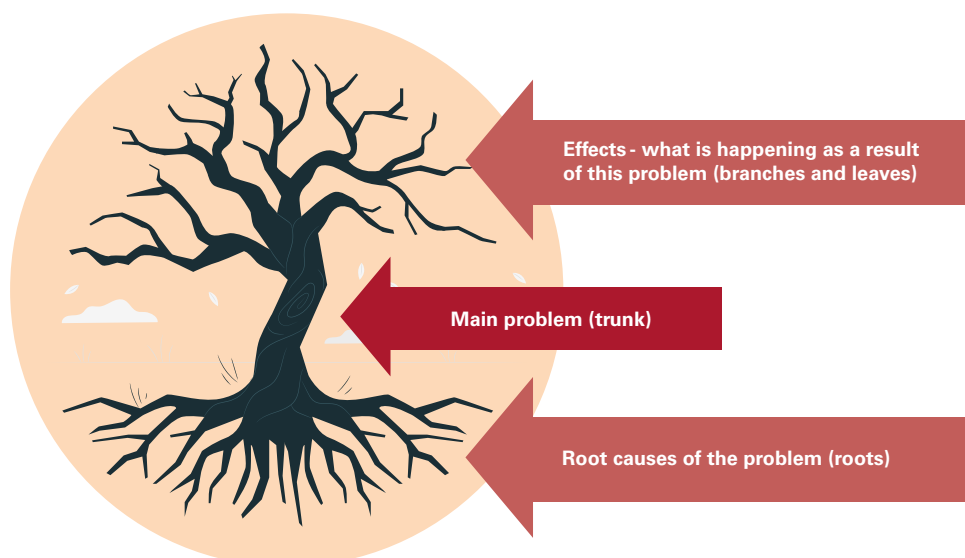 Effects - what is happening as a result
of this problem (branches and leaves)
Main problem (trunk)
Root causes of the problem (roots)